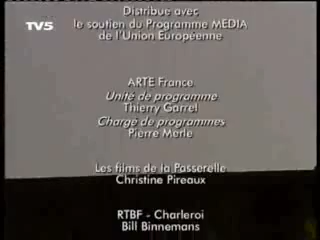 Distribué avec
TV5
le soutien du Programme MEDIA
de l'Union Européenne
ARTE France
Unité de programme
Thierry Garrel
Chargé de programmes
Pierre Merle
Les films de la Passerelle
Christine Pireaux
RTBF - Charleroi
Bill Binnemans